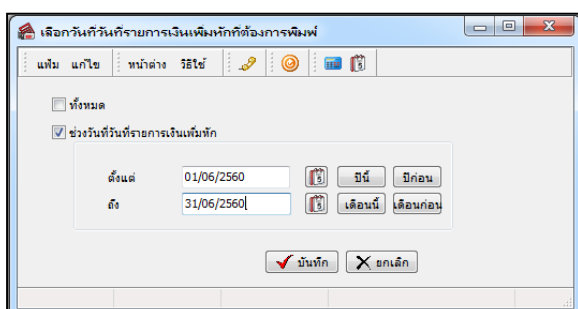 เลือกวันที่วันที่รายการเงินเพิ่มหักที่ต้องการพิมพ์
แฟ้ม แก้ไข หน้าต่าง วิธีใช้
ทั้งหมด
ช่วงวันที่วันที่รายการเงินเพิ่มหัก
ตั้งแต่ 01/06/2560 ปีนี้ ปีก่อน
ถึง 31/06/2560 เดือนนี้ เดือนก่อน
บันทึก ยกเลิก